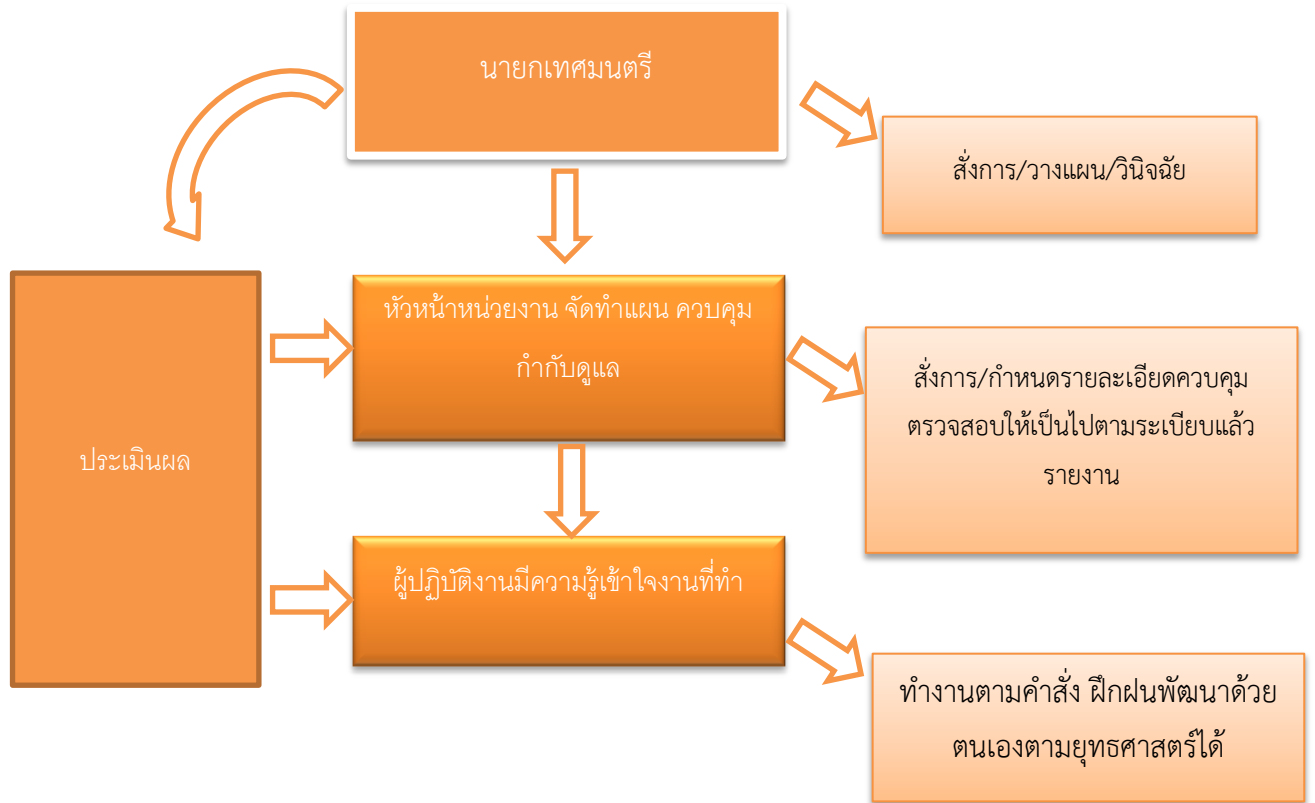 นายกเทศมนตรี
สั่งการ/วางแผน/วินิจฉัย
หัวหน้าหน่วยงาน จัดทำแผน ควบคุม
กำกับดูแล
สั่งการ/กำหนดรายละเอียดควบคุม
ตรวจสอบให้เป็นไปตามระเบียบแล้ว
รายงาน
ประเมินผล
ผู้ปฏิบัติงานมีความรู้เข้าใจงานที่ทำ
ทำงานตามคำสั่ง ฝึกฝนพัฒนาด้วย
ตนเองตามยุทธศาสตร์ได้